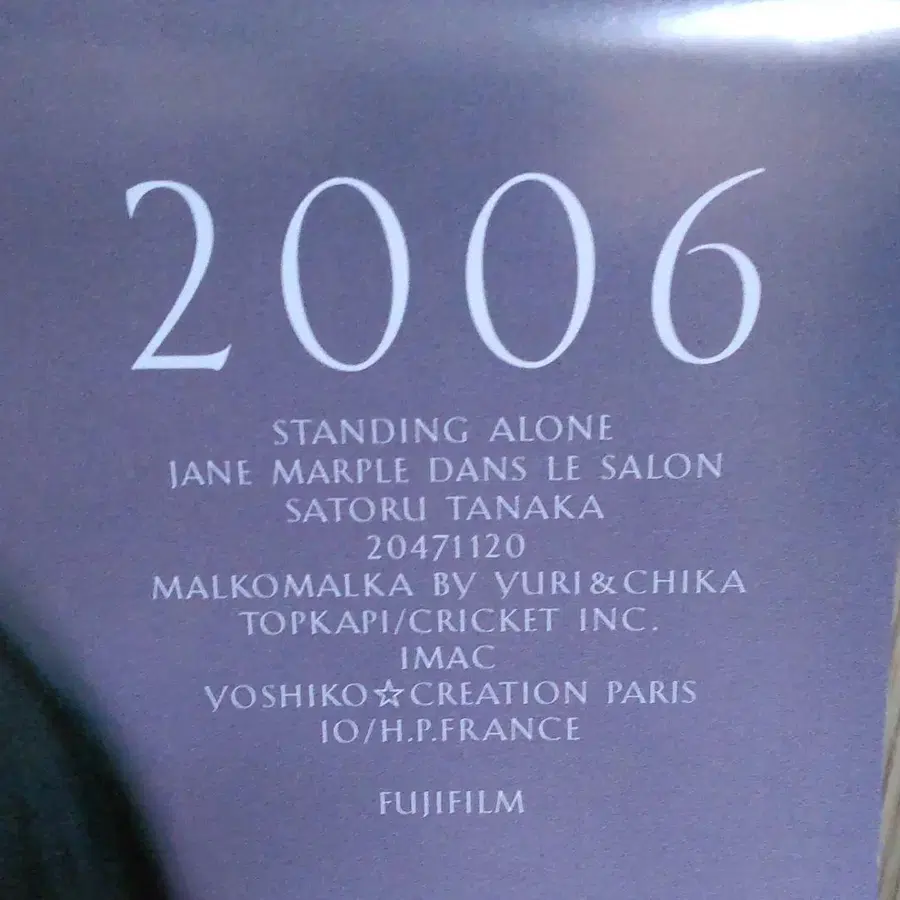 2006
STANDING ALONE
JANE MARPLE DANS LE SALON
SATORU TANAKA
20471120
MALKOMALKA BY YURI&CHIKA
TOPKAPI/CRICKET INC.
IMAC
YOSHIKO☆CREATION PARIS
IO/H.P.FRANCE
FUJIFILM